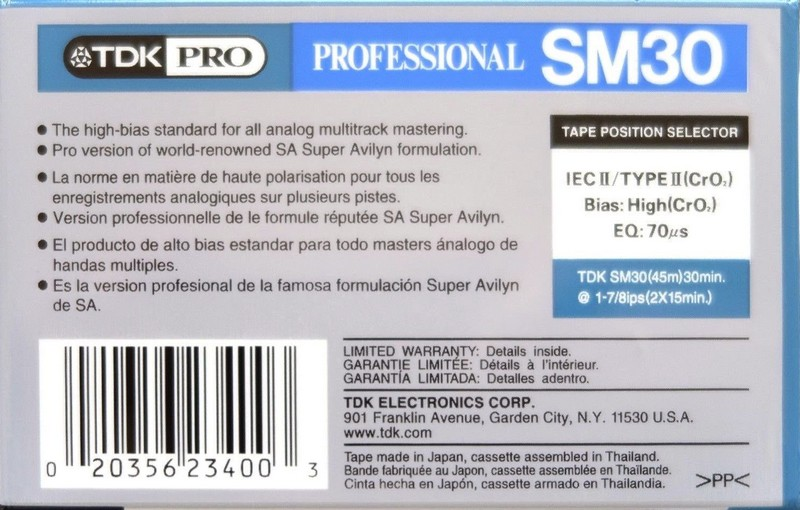 TDK PRO PROFESSIONAL SM30
• The high-bias standard for all analog multitrack mastering.
• Pro version of world-renowned SA Super Avilyn formulation.
• La norme en matière de haute polarisation pour tous les
enregistrements analogiques sur plusieurs pistes.
• Version professionnelle de le formule réputée SA Super Avilyn.
• El producto de alto bias estandar para todo masters ánalogo de
handas multiples.
• Es la version profesional de la famosa formulación Super Avilyn
de SA.
TAPE POSITION SELECTOR
IEC II/TYPE II(CrO₂)
Bias: High(CrO₂)
EQ: 70µs
TDK SM30(45m)30min.
@ 1-7/8ips(2X15min.)
LIMITED WARRANTY: Details inside.
GARANTIE LIMITÉE: Détails à l'intérieur.
GARANTÍA LIMITADA: Detalles adentro.
TDK ELECTRONICS CORP.
901 Franklin Avenue, Garden City, N.Y. 11530 U.S.A.
www.tdk.com
Tape made in Japan, cassette assembled in Thailand.
Bande fabriquée au Japon, cassette assemblée en Thaïlande.
Cinta hecha en Japón, cassette armado en Thailandia.
>PP<
0 20356 23400 3